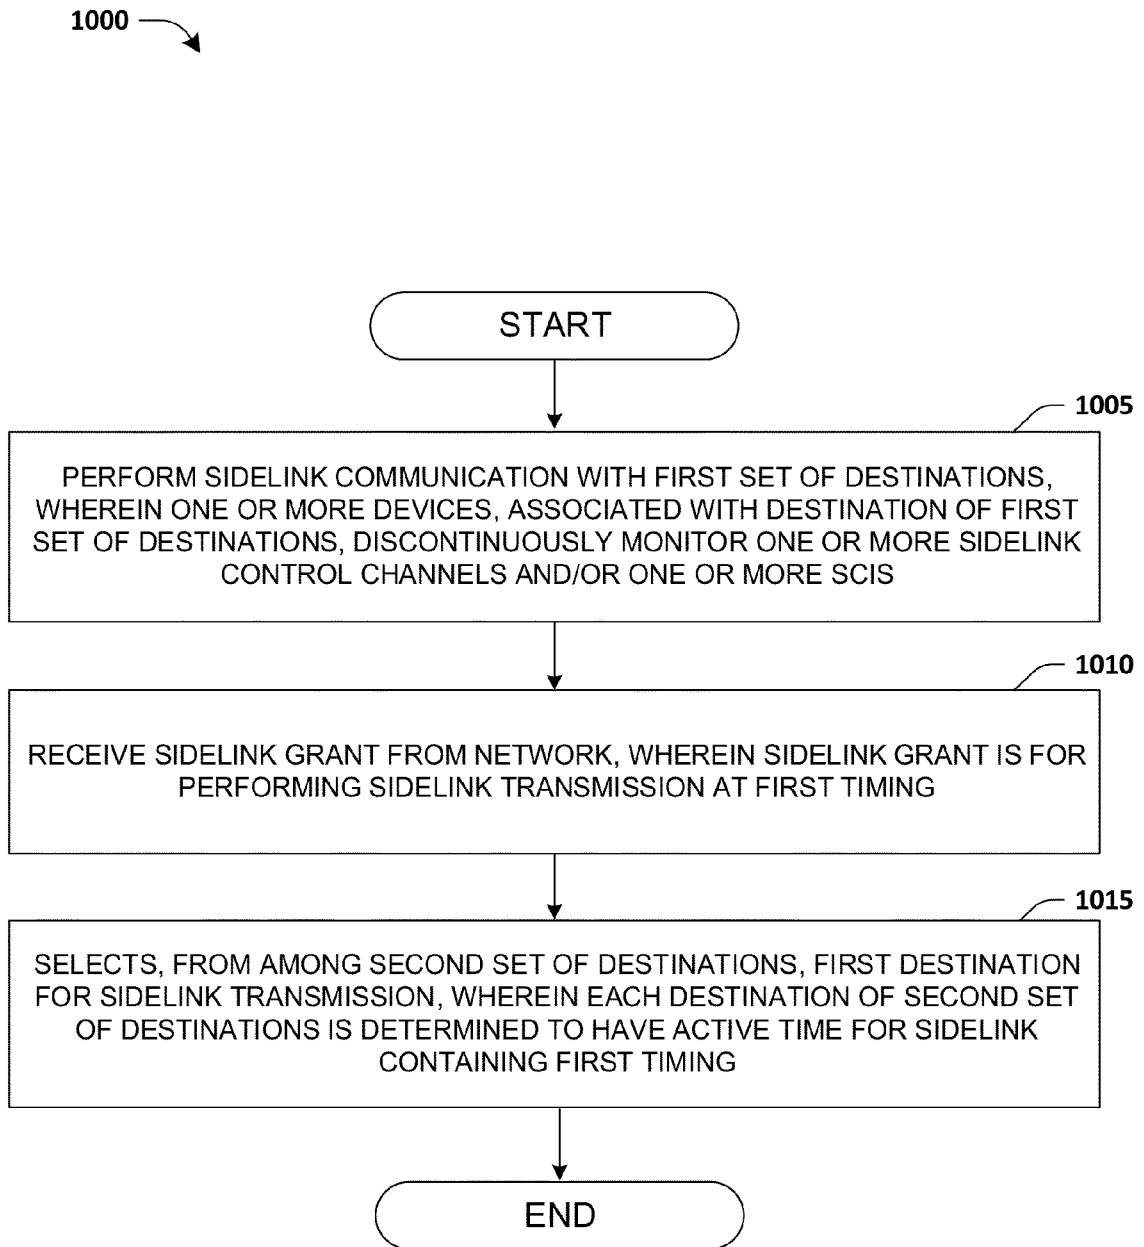 1000
START
1005
PERFORM SIDELINK COMMUNICATION WITH FIRST SET OF DESTINATIONS,
WHEREIN ONE OR MORE DEVICES, ASSOCIATED WITH DESTINATION OF FIRST
SET OF DESTINATIONS, DISCONTINUOUSLY MONITOR ONE OR MORE SIDELINK
CONTROL CHANNELS AND/OR ONE OR MORE SCIS
1010
RECEIVE SIDELINK GRANT FROM NETWORK, WHEREIN SIDELINK GRANT IS FOR
PERFORMING SIDELINK TRANSMISSION AT FIRST TIMING
1015
SELECTS, FROM AMONG SECOND SET OF DESTINATIONS, FIRST DESTINATION
FOR SIDELINK TRANSMISSION, WHEREIN EACH DESTINATION OF SECOND SET
OF DESTINATIONS IS DETERMINED TO HAVE ACTIVE TIME FOR SIDELINK
CONTAINING FIRST TIMING
END